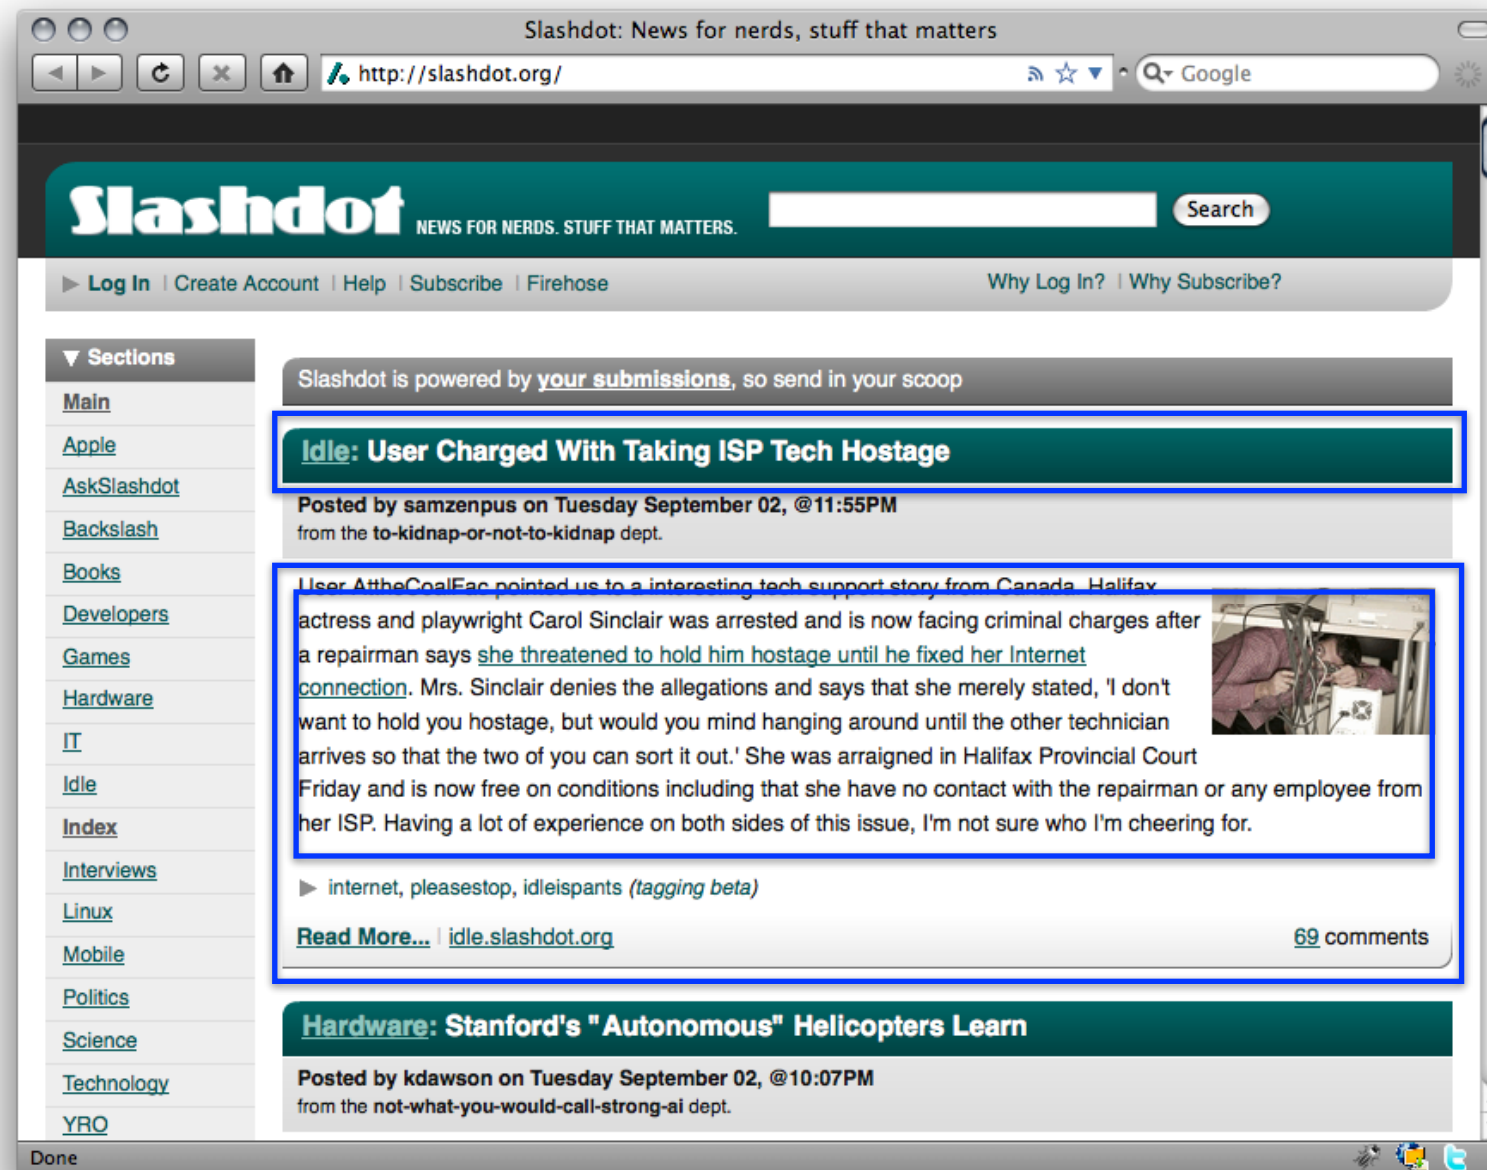 Slashdot: News for nerds, stuff that matters
http://slashdot.org/
Google
Slashdot
NEWS FOR NERDS. STUFF THAT MATTERS.
Search
Log In | Create Account | Help | Subscribe | Firehose
Why Log In? | Why Subscribe?
Sections
Main
Apple
AskSlashdot
Backslash
Books
Developers
Games
Hardware
IT
Idle
Index
Interviews
Linux
Mobile
Politics
Science
Technology
YRO
Slashdot is powered by your submissions, so send in your scoop
Idle: User Charged With Taking ISP Tech Hostage
Posted by samzenpus on Tuesday September 02, @11:55PM
from the to-kidnap-or-not-to-kidnap dept.
User AttheCoalFac pointed us to a interesting tech support story from Canada. Halifax
actress and playwright Carol Sinclair was arrested and is now facing criminal charges after
a repairman says she threatened to hold him hostage until he fixed her Internet
connection. Mrs. Sinclair denies the allegations and says that she merely stated, 'I don't
want to hold you hostage, but would you mind hanging around until the other technician
arrives so that the two of you can sort it out.' She was arraigned in Halifax Provincial Court
Friday and is now free on conditions including that she have no contact with the repairman or any employee from
her ISP. Having a lot of experience on both sides of this issue, I'm not sure who I'm cheering for.
internet, pleasestop, idleispants (tagging beta)
Read More... | idle.slashdot.org
69 comments
Hardware: Stanford's "Autonomous" Helicopters Learn
Posted by kdawson on Tuesday September 02, @10:07PM
from the not-what-you-would-call-strong-ai dept.
Done